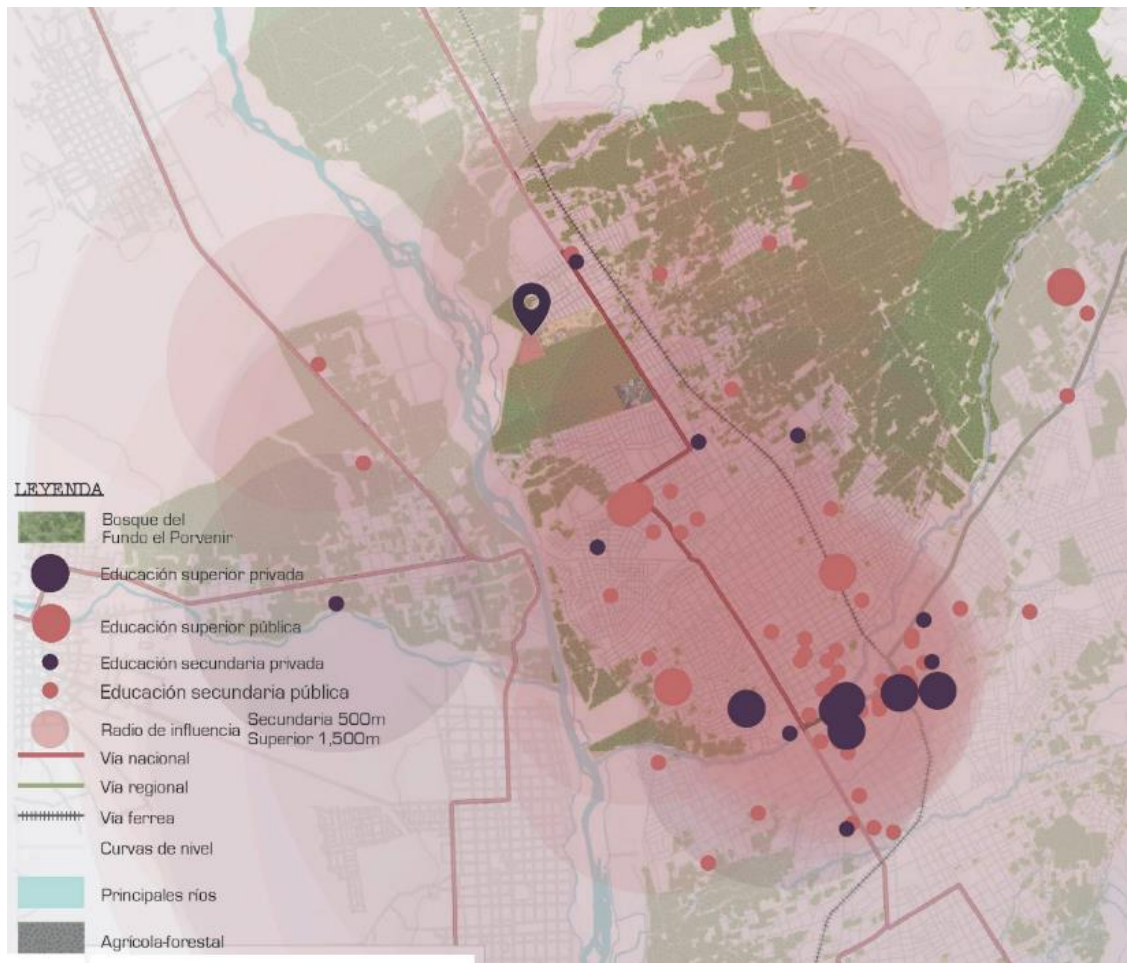 LEYENDA
Bosque del
Fundo el Porvenir
Educación superior privada
Educación superior pública
Educación secundaria privada
Educación secundaria pública
Radio de influencia Secundaria 500m
Superior 1,500m
Vía nacional
Vía regional
Vía ferrea
Curvas de nivel
Principales ríos
Agrícola-forestal